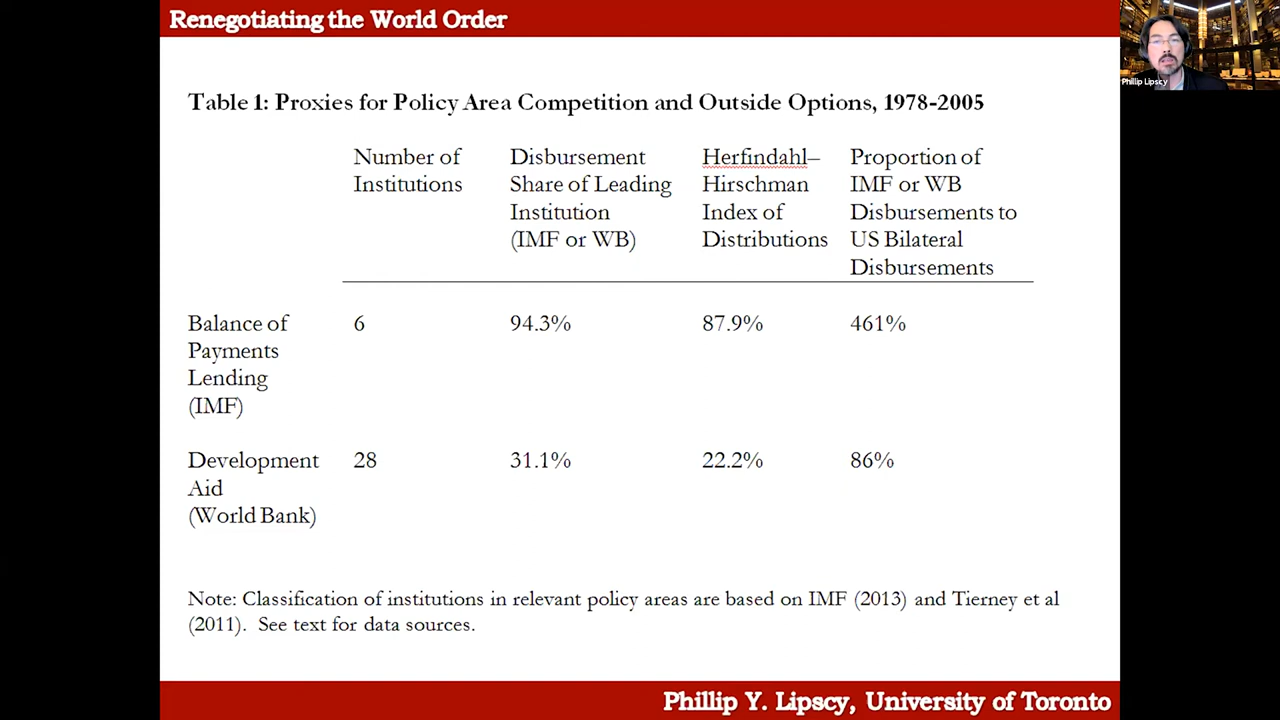 Renegotiating the World Order
Phillip Lipscy
Table 1: Proxies for Policy Area Competition and Outside Options, 1978-2005
Number of
Institutions
Disbursement
Share of Leading
Institution
(IMF or WB)
Herfindahl–
Hirschman
Index of
Distributions
Proportion of
IMF or WB
Disbursements to
US Bilateral
Disbursements
Balance of
Payments
Lending
(IMF)
6
94.3%
87.9%
461%
Development
Aid
(World Bank)
28
31.1%
22.2%
86%
Note: Classification of institutions in relevant policy areas are based on IMF (2013) and Tierney et al
(2011). See text for data sources.
Phillip Y. Lipscy, University of Toronto